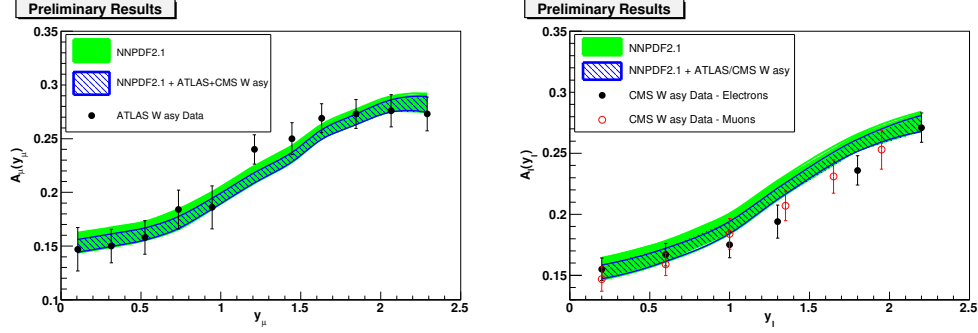 Preliminary Results
0.35
0.3
0.25
0.2
0.15
0.1
0
0.5
1
1.5
2
2.5
A_μ(y_μ)
y_μ
NNPDF2.1
NNPDF2.1 + ATLAS+CMS W asy
ATLAS W asy Data
Preliminary Results
0.35
0.3
0.25
0.2
0.15
0
0.5
1
1.5
2
2.5
A_l(y_l)
y_l
NNPDF2.1
NNPDF2.1 + ATLAS/CMS W asy
CMS W asy Data - Electrons
CMS W asy Data - Muons